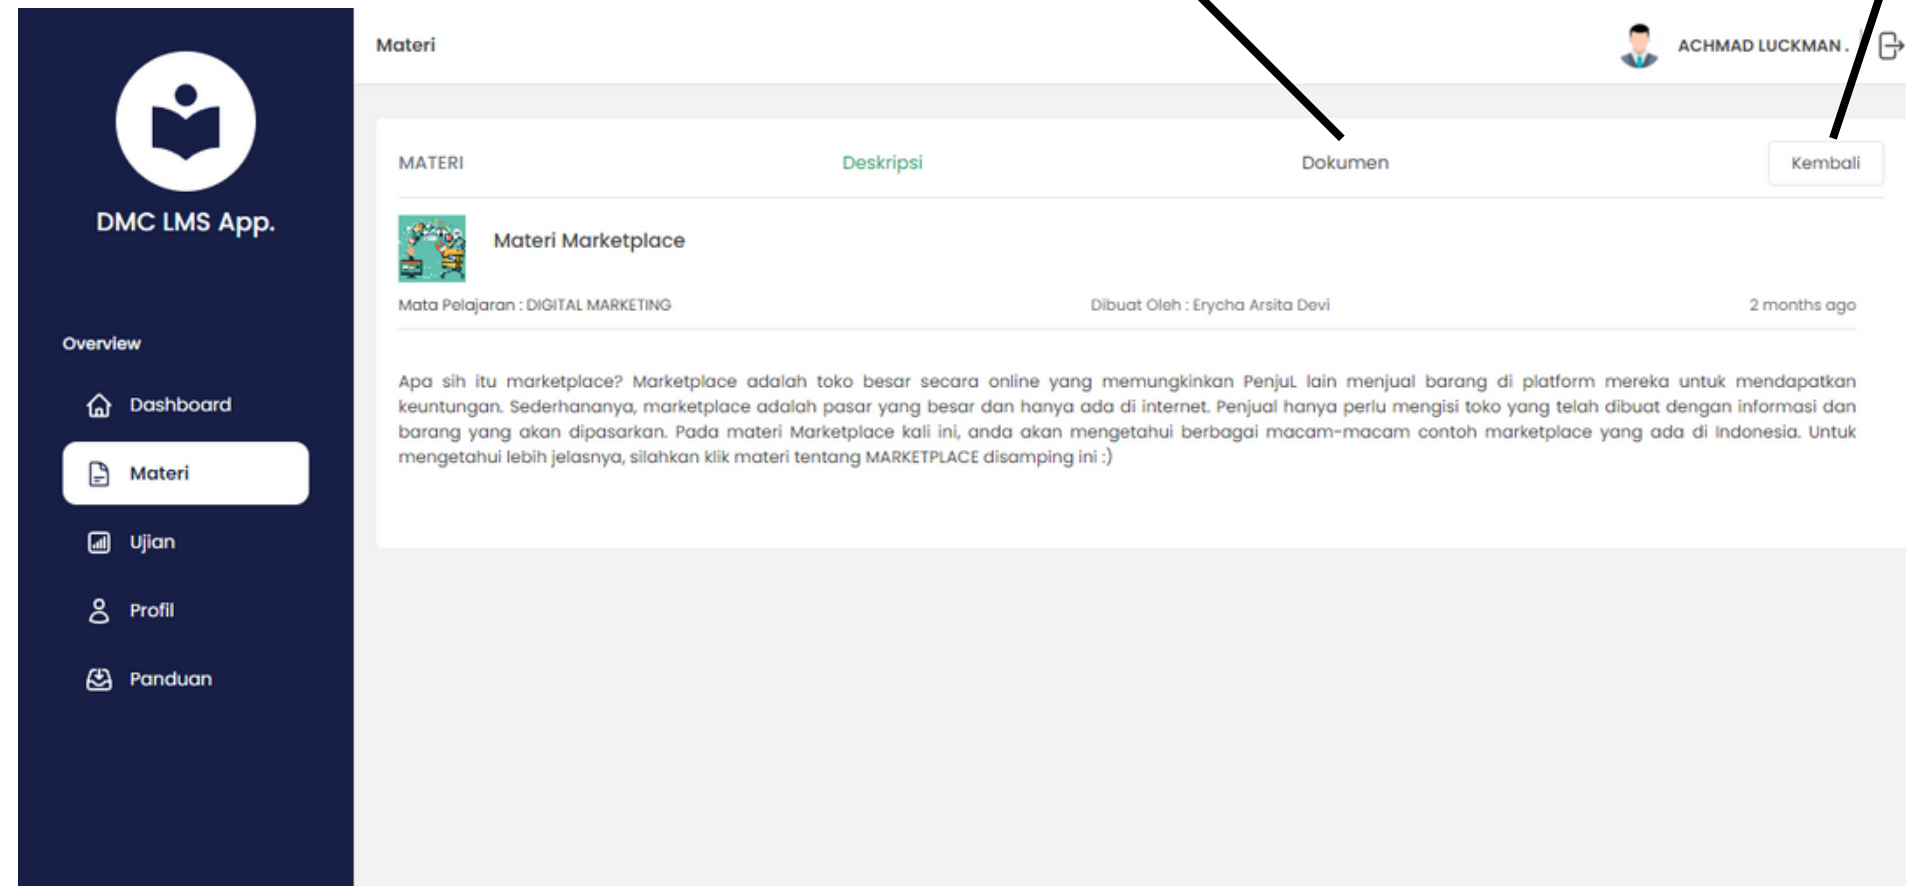 DMC LMS App.
Overview
Dashboard
Materi
Ujian
Profil
Panduan
Materi
ACHMAD LUCKMAN .
MATERI
Deskripsi
Dokumen
Kembali
Materi Marketplace
Mata Pelajaran : DIGITAL MARKETING
Dibuat Oleh : Erycha Arsita Devi
2 months ago
Apa sih itu marketplace? Marketplace adalah toko besar secara online yang memungkinkan PenjuL lain menjual barang di platform mereka untuk mendapatkan
keuntungan. Sederhananya, marketplace adalah pasar yang besar dan hanya ada di internet. Penjual hanya perlu mengisi toko yang telah dibuat dengan informasi dan
barang yang akan dipasarkan. Pada materi Marketplace kali ini, anda akan mengetahui berbagai macam-macam contoh marketplace yang ada di Indonesia. Untuk
mengetahui lebih jelasnya, silahkan klik materi tentang MARKETPLACE disamping ini :)